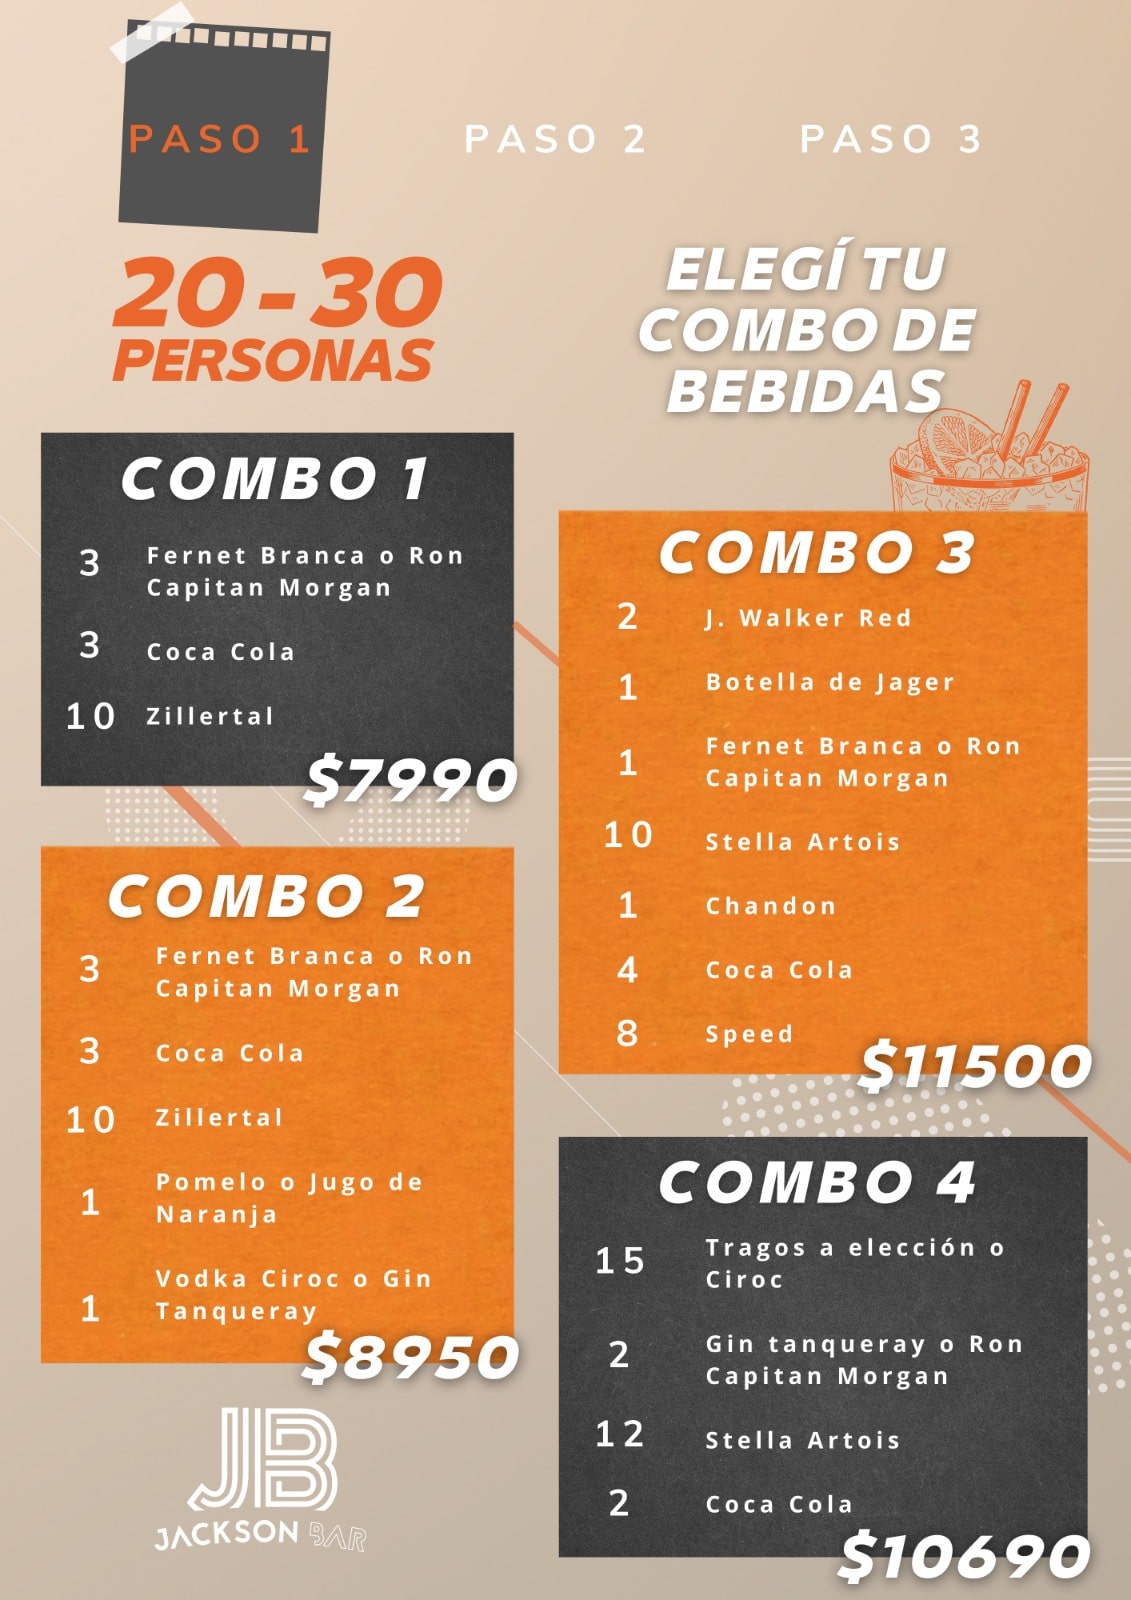 PASO 1
PASO 2
PASO 3
20 - 30
PERSONAS
ELEGÍ TU
COMBO DE
BEBIDAS
COMBO 1
3 Fernet Branca o Ron
Capitan Morgan
3 Coca Cola
10 Zillertal
$7990
COMBO 2
3 Fernet Branca o Ron
Capitan Morgan
3 Coca Cola
10 Zillertal
1 Pomelo o Jugo de
Naranja
1 Vodka Ciroc o Gin
Tanqueray
$8950
COMBO 3
2 J. Walker Red
1 Botella de Jager
1 Fernet Branca o Ron
Capitan Morgan
10 Stella Artois
1 Chandon
4 Coca Cola
8 Speed
$11500
COMBO 4
15 Tragos a elección o
Ciroc
2 Gin tanqueray o Ron
Capitan Morgan
12 Stella Artois
2 Coca Cola
$10690
JB
JACKSON BAR